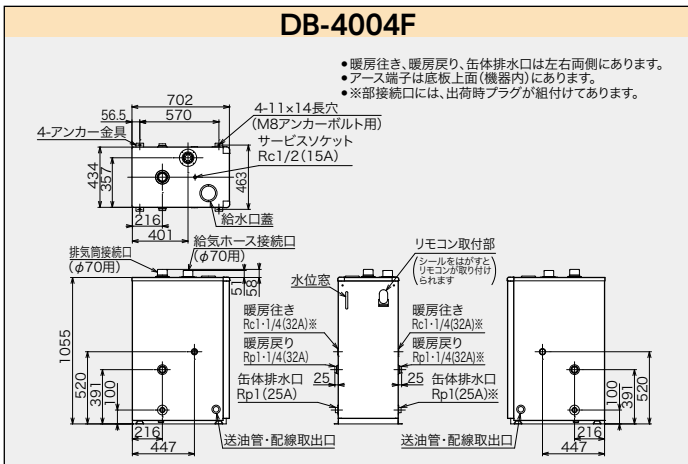 DB-4004F
●暖房往き、暖房戻り、缶体排水口は左右両側にあります。
●アース端子は底板上面(機器内)にあります。
●※部接続口には、出荷時プラグが組付けてあります。
702
56.5
570
4-アンカー金具
4-11×14長穴
(M8アンカーボルト用)
サービスソケット
Rc1/2(15A)
434
357
463
216
401
給水口蓋
給気ホース接続口
(φ70用)
排気筒接続口
(φ70用)
51
58
水位窓
リモコン取付部
(シールをはがすと
リモコンが取り付け
られます)
1055
520
391
100
216
447
送油管・配線取出口
暖房往き
Rc1・1/4(32A)※
暖房戻り
Rp1・1/4(32A)
25
缶体排水口
Rp1(25A)
暖房往き
Rc1・1/4(32A)※
暖房戻り
Rp1・1/4(32A)※
25
缶体排水口
Rp1(25A)※
送油管・配線取出口
100
391
520
216
447